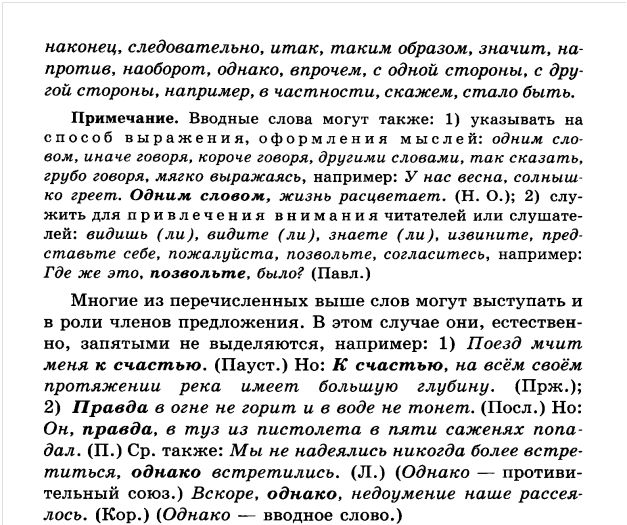 наконец, следовательно, итак, таким образом, значит, на-
против, наоборот, однако, впрочем, с одной стороны, с дру-
гой стороны, например, в частности, скажем, стало быть.
Примечание. Вводные слова могут также: 1) указывать на
способ выражения, оформления мыслей: одним сло-
вом, иначе говоря, короче говоря, другими словами, так сказать,
грубо говоря, мягко выражаясь, например: У нас весна, солныш-
ко греет. Одним словом, жизнь расцветает. (Н. О.); 2) слу-
жить для привлечения внимания читателей или слушате-
лей: видишь (ли), видите (ли), знаете (ли), извините, пред-
ставьте себе, пожалуйста, позвольте, согласитесь, например:
Где же это, позвольте, было? (Павл.)
Многие из перечисленных выше слов могут выступать и
в роли членов предложения. В этом случае они, естествен-
но, запятыми не выделяются, например: 1) Поезд мчит
меня к счастью. (Пауст.) Но: К счастью, на всём своём
протяжении река имеет большую глубину. (Прж.);
2) Правда в огне не горит и в воде не тонет. (Посл.) Но:
Он, правда, в туз из пистолета в пяти саженях попа-
дал. (П.) Ср. также: Мы не надеялись никогда более встре-
титься, однако встретились. (Л.) (Однако — противи-
тельный союз.) Вскоре, однако, недоумение наше рассея-
лось. (Кор.) (Однако — вводное слово.)